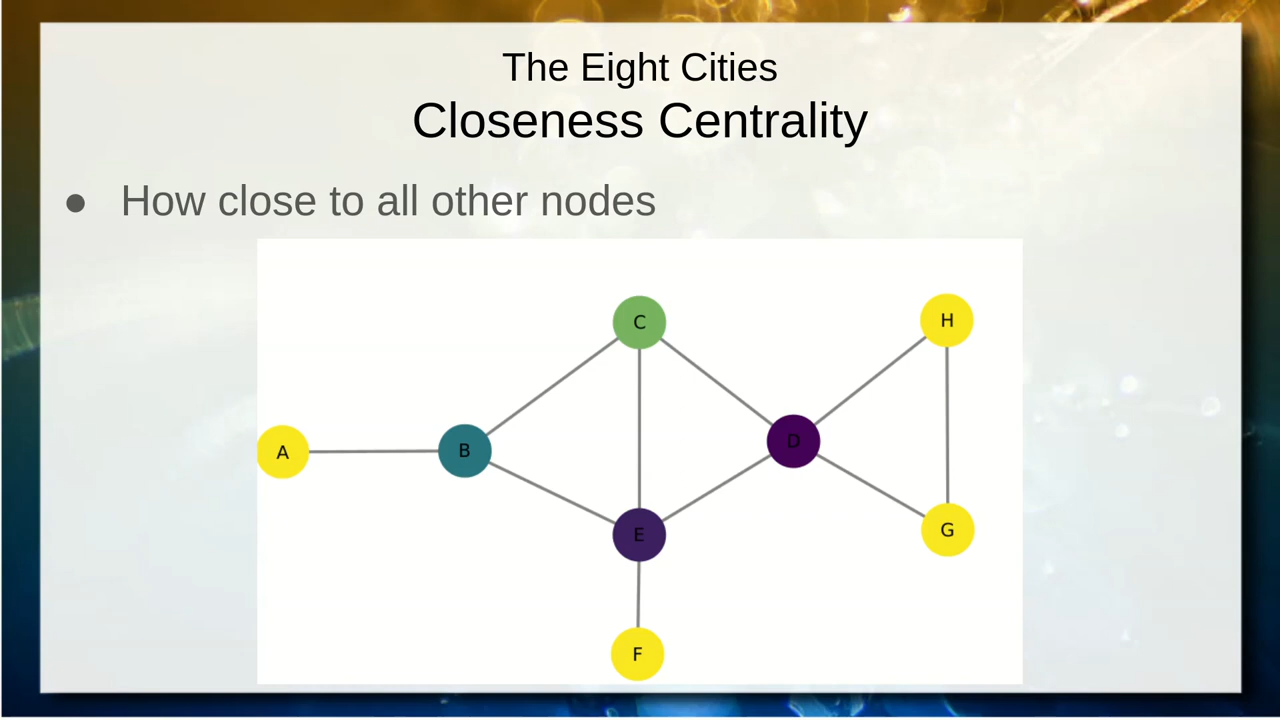 The Eight Cities
Closeness Centrality
● How close to all other nodes
C
H
D
A
B
E
G
F